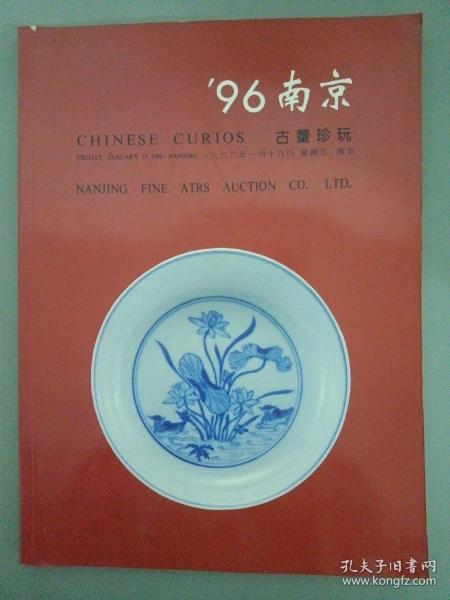 '96 南京
CHINESE CURIOS 古董珍玩
FRIDAY, JANUARY 19, 1996 · NANJING 一九九六年一月十九日 星期五·南京
NANJING FINE ATRS AUCTION CO. LTD.
孔夫子旧书网
www.kongfz.com